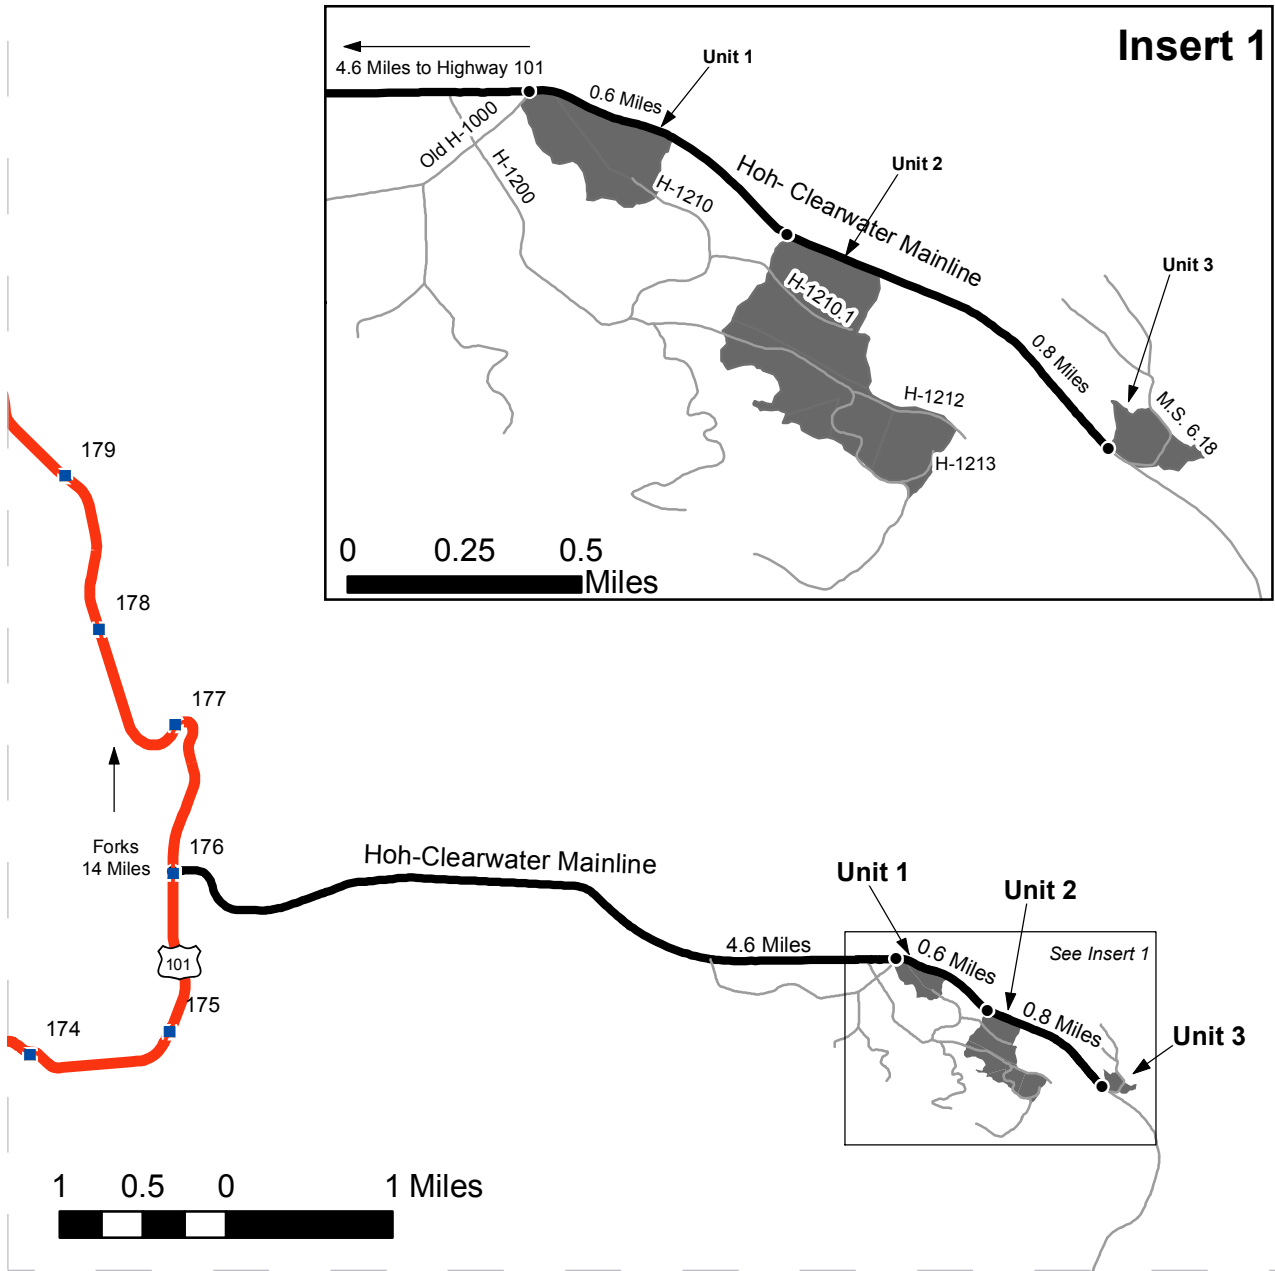 Insert 1
4.6 Miles to Highway 101
Unit 1
0.6 Miles
Old H-1000
H-1200
H-1210
Hoh- Clearwater Mainline
Unit 2
H-1210.1
Unit 3
0.8 Miles
M.S. 6.18
H-1212
H-1213
0 0.25 0.5
Miles
179
178
177
176
Forks
14 Miles
101
175
174
Hoh-Clearwater Mainline
4.6 Miles
Unit 1
Unit 2
0.6 Miles
See Insert 1
0.8 Miles
Unit 3
1 0.5 0 1 Miles